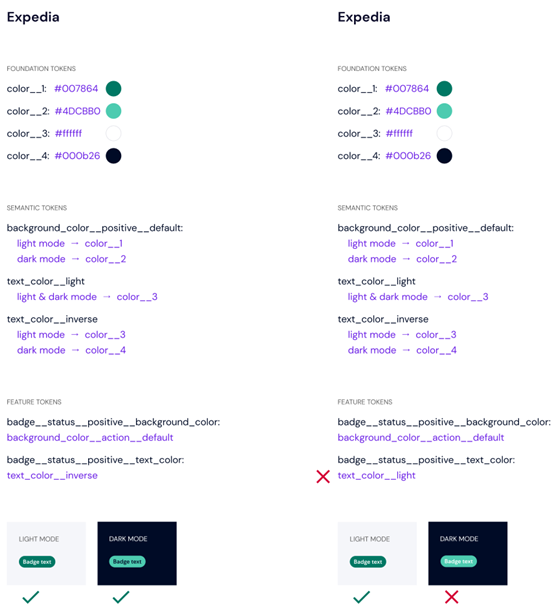 Expedia
FOUNDATION TOKENS
color__1: #007864
color__2: #4DCBB0
color__3: #ffffff
color__4: #000b26
SEMANTIC TOKENS
background_color__positive__default:
light mode → color__1
dark mode → color__2
text_color__light
light & dark mode → color__3
text_color__inverse
light mode → color__3
dark mode → color__4
FEATURE TOKENS
badge__status__positive__background_color:
background_color__action__default
badge__status__positive__text_color:
text_color__inverse
LIGHT MODE
Badge text
DARK MODE
Badge text
Expedia
FOUNDATION TOKENS
color__1: #007864
color__2: #4DCBB0
color__3: #ffffff
color__4: #000b26
SEMANTIC TOKENS
background_color__positive__default:
light mode → color__1
dark mode → color__2
text_color__light
light & dark mode → color__3
text_color__inverse
light mode → color__3
dark mode → color__4
FEATURE TOKENS
badge__status__positive__background_color:
background_color__action__default
badge__status__positive__text_color:
text_color__light
LIGHT MODE
Badge text
DARK MODE
Badge text